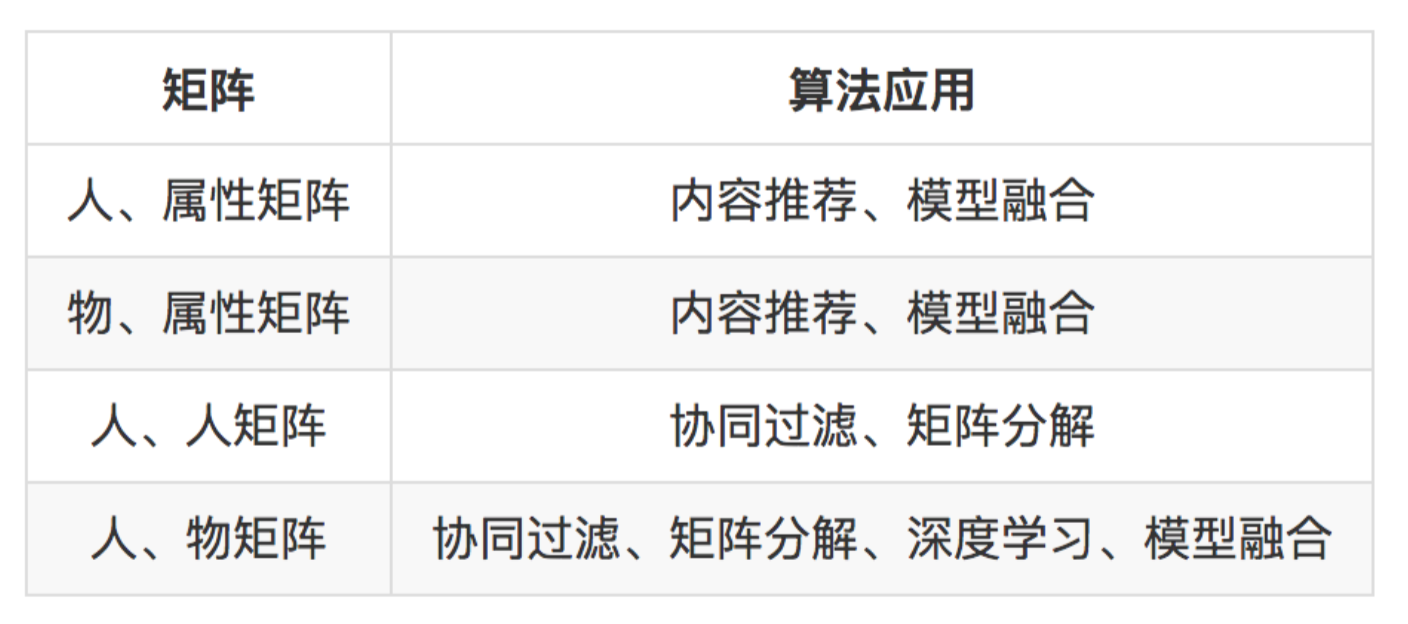 矩阵 算法应用
人、属性矩阵 内容推荐、模型融合
物、属性矩阵 内容推荐、模型融合
人、人矩阵 协同过滤、矩阵分解
人、物矩阵 协同过滤、矩阵分解、深度学习、模型融合